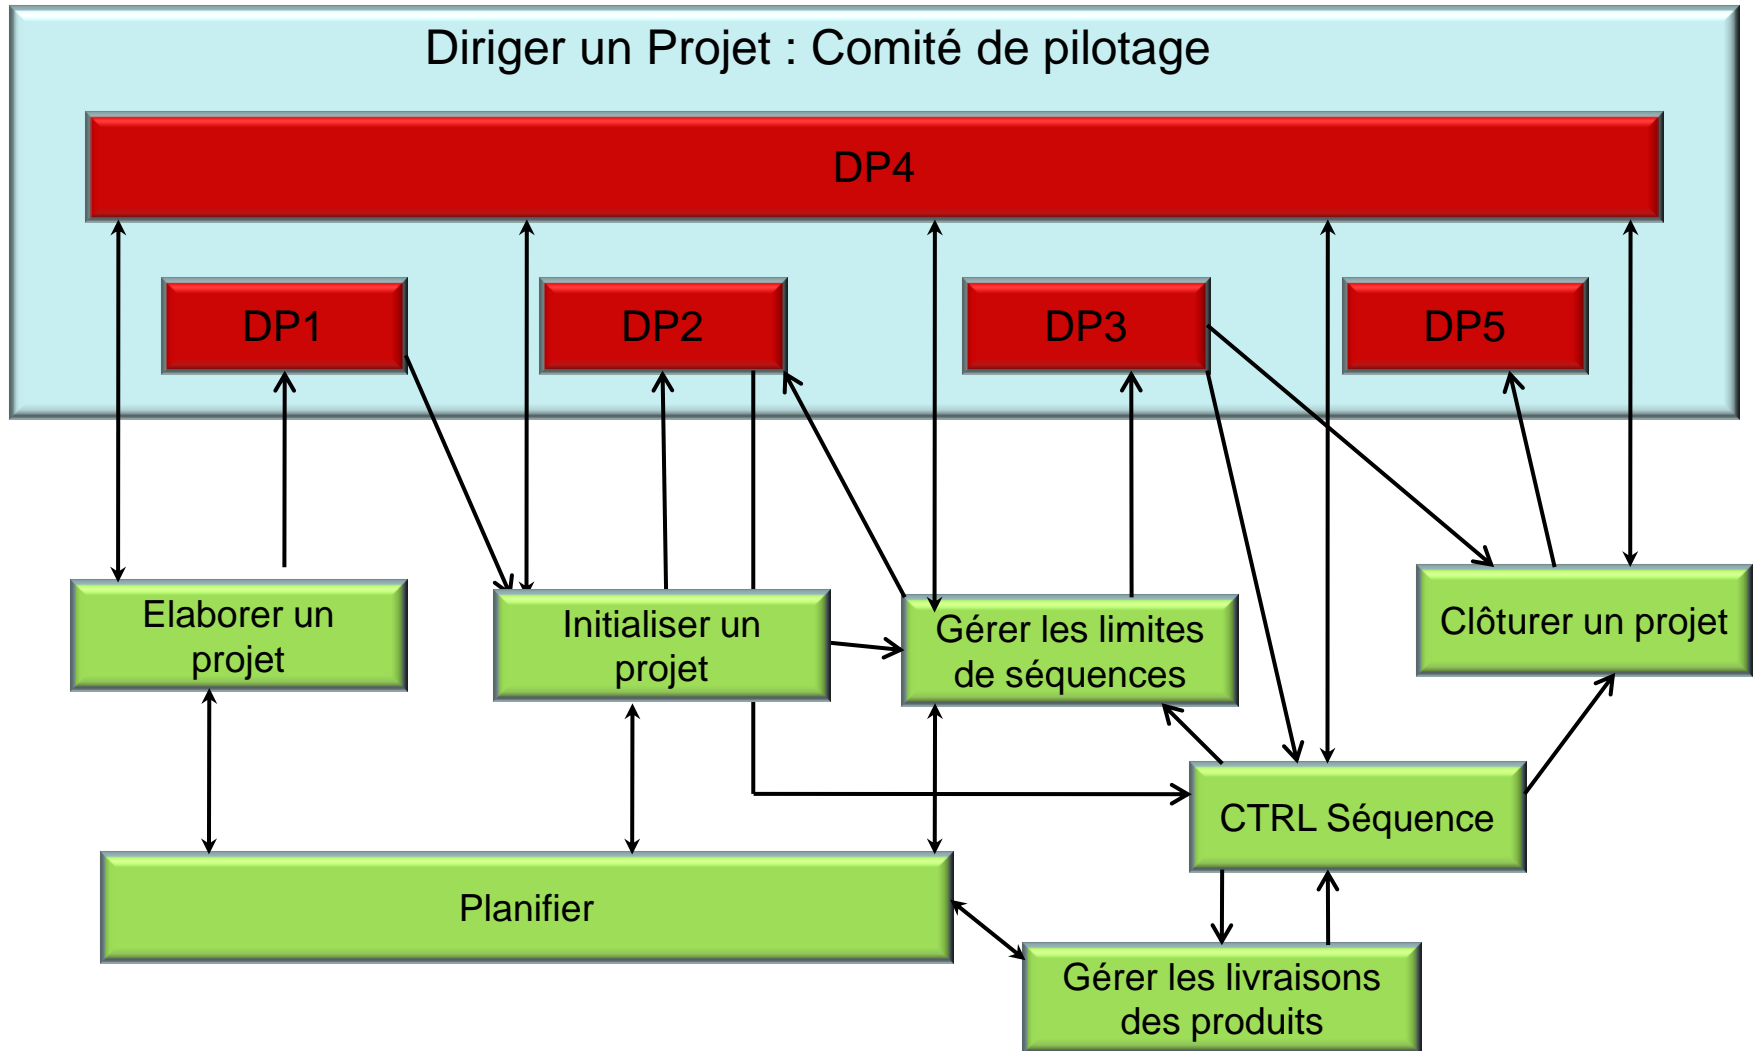 Diriger un Projet : Comité de pilotage
DP4
DP1
DP2
DP3
DP5
Elaborer un
projet
Initialiser un
projet
Gérer les limites
de séquences
Clôturer un projet
CTRL Séquence
Planifier
Gérer les livraisons
des produits